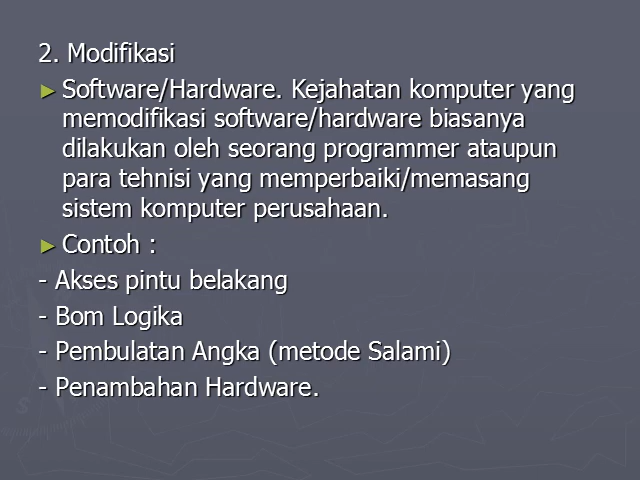 2. Modifikasi
► Software/Hardware. Kejahatan komputer yang
memodifikasi software/hardware biasanya
dilakukan oleh seorang programmer ataupun
para tehnisi yang memperbaiki/memasang
sistem komputer perusahaan.
► Contoh :
- Akses pintu belakang
- Bom Logika
- Pembulatan Angka (metode Salami)
- Penambahan Hardware.